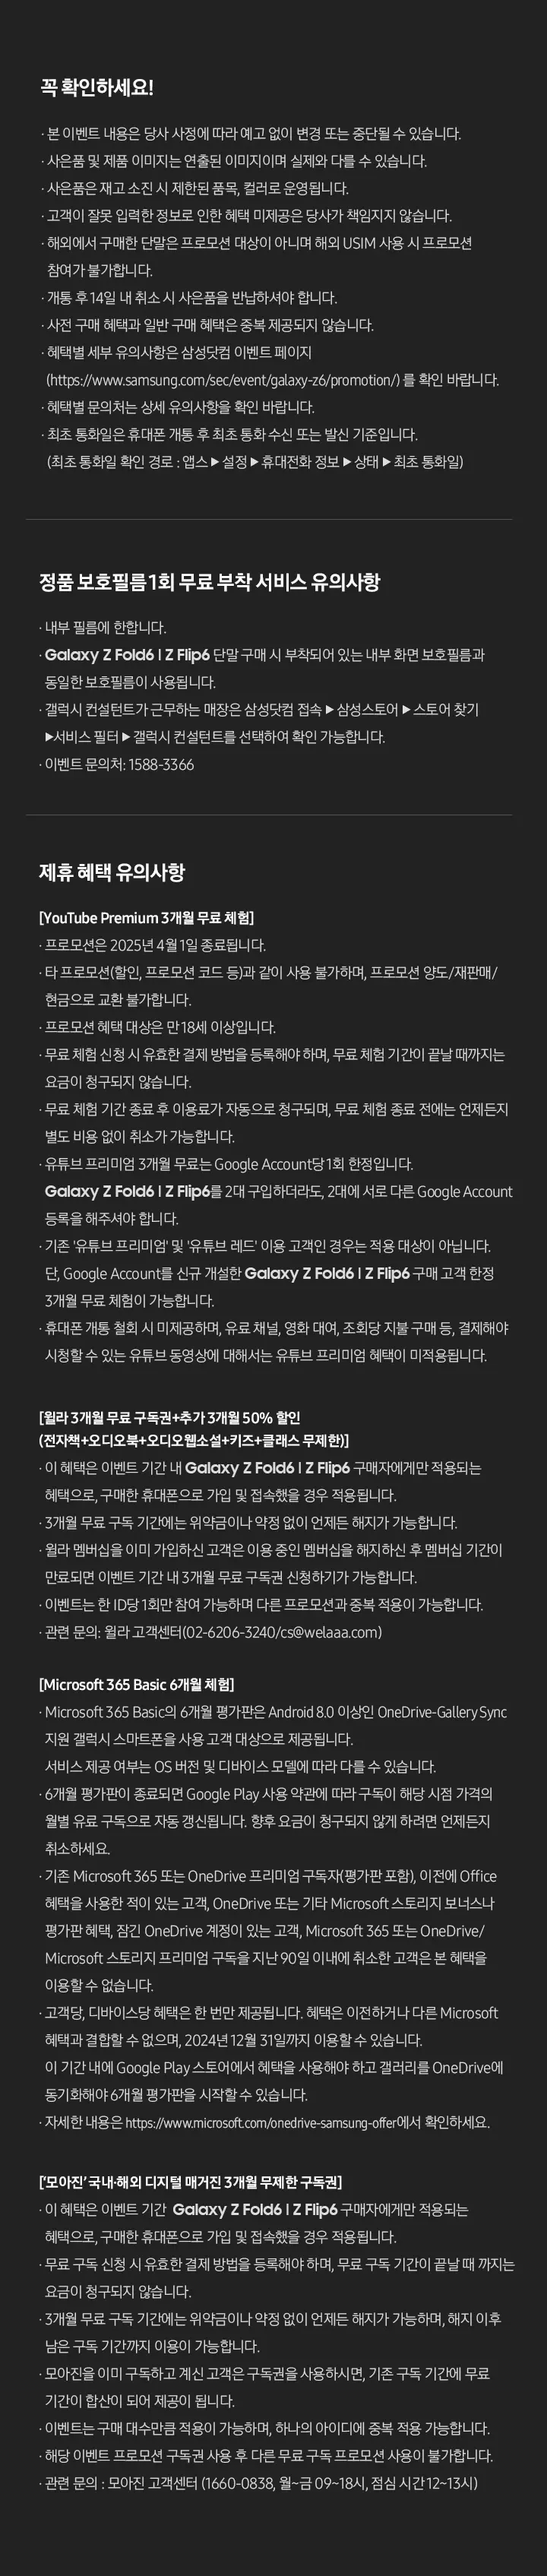 꼭 확인하세요!
· 본 이벤트 내용은 당사 사정에 따라 예고 없이 변경 또는 중단될 수 있습니다.
· 사은품 및 제품 이미지는 연출된 이미지이며 실제와 다를 수 있습니다.
· 사은품은 재고 소진 시 제한된 품목, 컬러로 운영됩니다.
· 고객이 잘못 입력한 정보로 인한 혜택 미제공은 당사가 책임지지 않습니다.
· 해외에서 구매한 단말은 프로모션 대상이 아니며 해외 USIM 사용 시 프로모션
참여가 불가합니다.
· 개통 후 14일 내 취소 시 사은품을 반납하셔야 합니다.
· 사전 구매 혜택과 일반 구매 혜택은 중복 제공되지 않습니다.
· 혜택별 세부 유의사항은 삼성닷컴 이벤트 페이지
(https://www.samsung.com/sec/event/galaxy-z6/promotion/) 를 확인 바랍니다.
· 혜택별 문의처는 상세 유의사항을 확인 바랍니다.
· 최초 통화일은 휴대폰 개통 후 최초 통화 수신 또는 발신 기준입니다.
(최초 통화일 확인 경로 : 앱스 ▶ 설정 ▶ 휴대전화 정보 ▶ 상태 ▶ 최초 통화일)
정품 보호필름 1회 무료 부착 서비스 유의사항
· 내부 필름에 한합니다.
· Galaxy Z Fold6 | Z Flip6 단말 구매 시 부착되어 있는 내부 화면 보호필름과
동일한 보호필름이 사용됩니다.
· 갤럭시 컨설턴트가 근무하는 매장은 삼성닷컴 접속 ▶ 삼성스토어 ▶ 스토어 찾기
▶서비스 필터 ▶ 갤럭시 컨설턴트를 선택하여 확인 가능합니다.
· 이벤트 문의처: 1588-3366
제휴 혜택 유의사항
[YouTube Premium 3개월 무료 체험]
· 프로모션은 2025년 4월 1일 종료됩니다.
· 타 프로모션(할인, 프로모션 코드 등)과 같이 사용 불가하며, 프로모션 양도/재판매/
현금으로 교환 불가합니다.
· 프로모션 혜택 대상은 만 18세 이상입니다.
· 무료 체험 신청 시 유효한 결제 방법을 등록해야 하며, 무료 체험 기간이 끝날 때까지는
요금이 청구되지 않습니다.
· 무료 체험 기간 종료 후 이용료가 자동으로 청구되며, 무료 체험 종료 전에는 언제든지
별도 비용 없이 취소가 가능합니다.
· 유튜브 프리미엄 3개월 무료는 Google Account당 1회 한정입니다.
Galaxy Z Fold6 | Z Flip6를 2대 구입하더라도, 2대에 서로 다른 Google Account
등록을 해주셔야 합니다.
· 기존 '유튜브 프리미엄' 및 '유튜브 레드' 이용 고객인 경우는 적용 대상이 아닙니다.
단, Google Account를 신규 개설한 Galaxy Z Fold6 | Z Flip6 구매 고객 한정
3개월 무료 체험이 가능합니다.
· 휴대폰 개통 철회 시 미제공하며, 유료 채널, 영화 대여, 조회당 지불 구매 등, 결제해야
시청할 수 있는 유튜브 동영상에 대해서는 유튜브 프리미엄 혜택이 미적용됩니다.
[윌라 3개월 무료 구독권+추가 3개월 50% 할인
(전자책+오디오북+오디오웹소설+키즈+클래스 무제한)]
· 이 혜택은 이벤트 기간 내 Galaxy Z Fold6 | Z Flip6 구매자에게만 적용되는
혜택으로, 구매한 휴대폰으로 가입 및 접속했을 경우 적용됩니다.
· 3개월 무료 구독 기간에는 위약금이나 약정 없이 언제든 해지가 가능합니다.
· 윌라 멤버십을 이미 가입하신 고객은 이용 중인 멤버십을 해지하신 후 멤버십 기간이
만료되면 이벤트 기간 내 3개월 무료 구독권 신청하기가 가능합니다.
· 이벤트는 한 ID당 1회만 참여 가능하며 다른 프로모션과 중복 적용이 가능합니다.
· 관련 문의: 윌라 고객센터(02-6206-3240/cs@welaaa.com)
[Microsoft 365 Basic 6개월 체험]
· Microsoft 365 Basic의 6개월 평가판은 Android 8.0 이상인 OneDrive-Gallery Sync
지원 갤럭시 스마트폰을 사용 고객 대상으로 제공됩니다.
서비스 제공 여부는 OS 버전 및 디바이스 모델에 따라 다를 수 있습니다.
· 6개월 평가판이 종료되면 Google Play 사용 약관에 따라 구독이 해당 시점 가격의
월별 유료 구독으로 자동 갱신됩니다. 향후 요금이 청구되지 않게 하려면 언제든지
취소하세요.
· 기존 Microsoft 365 또는 OneDrive 프리미엄 구독자(평가판 포함), 이전에 Office
혜택을 사용한 적이 있는 고객, OneDrive 또는 기타 Microsoft 스토리지 보너스나
평가판 혜택, 잠긴 OneDrive 계정이 있는 고객, Microsoft 365 또는 OneDrive/
Microsoft 스토리지 프리미엄 구독을 지난 90일 이내에 취소한 고객은 본 혜택을
이용할 수 없습니다.
· 고객당, 디바이스당 혜택은 한 번만 제공됩니다. 혜택은 이전하거나 다른 Microsoft
혜택과 결합할 수 없으며, 2024년 12월 31일까지 이용할 수 있습니다.
이 기간 내에 Google Play 스토어에서 혜택을 사용해야 하고 갤러리를 OneDrive에
동기화해야 6개월 평가판을 시작할 수 있습니다.
· 자세한 내용은 https://www.microsoft.com/onedrive-samsung-offer에서 확인하세요.
['모아진' 국내·해외 디지털 매거진 3개월 무제한 구독권]
· 이 혜택은 이벤트 기간 Galaxy Z Fold6 | Z Flip6 구매자에게만 적용되는
혜택으로, 구매한 휴대폰으로 가입 및 접속했을 경우 적용됩니다.
· 무료 구독 신청 시 유효한 결제 방법을 등록해야 하며, 무료 구독 기간이 끝날 때 까지는
요금이 청구되지 않습니다.
· 3개월 무료 구독 기간에는 위약금이나 약정 없이 언제든 해지가 가능하며, 해지 이후
남은 구독 기간까지 이용이 가능합니다.
· 모아진을 이미 구독하고 계신 고객은 구독권을 사용하시면, 기존 구독 기간에 무료
기간이 합산이 되어 제공이 됩니다.
· 이벤트는 구매 대수만큼 적용이 가능하며, 하나의 아이디에 중복 적용 가능합니다.
· 해당 이벤트 프로모션 구독권 사용 후 다른 무료 구독 프로모션 사용이 불가합니다.
· 관련 문의 : 모아진 고객센터 (1660-0838, 월~금 09~18시, 점심 시간 12~13시)